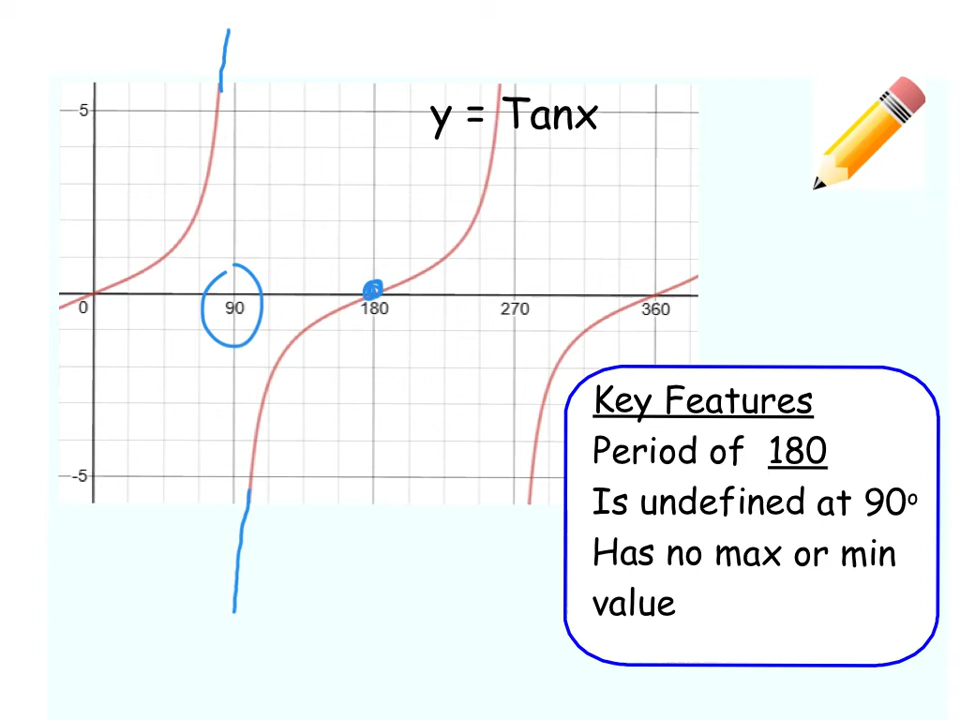 5
y = Tanx
0
90
180
270
360
-5
Key Features
Period of 180
Is undefined at 90°
Has no max or min
value